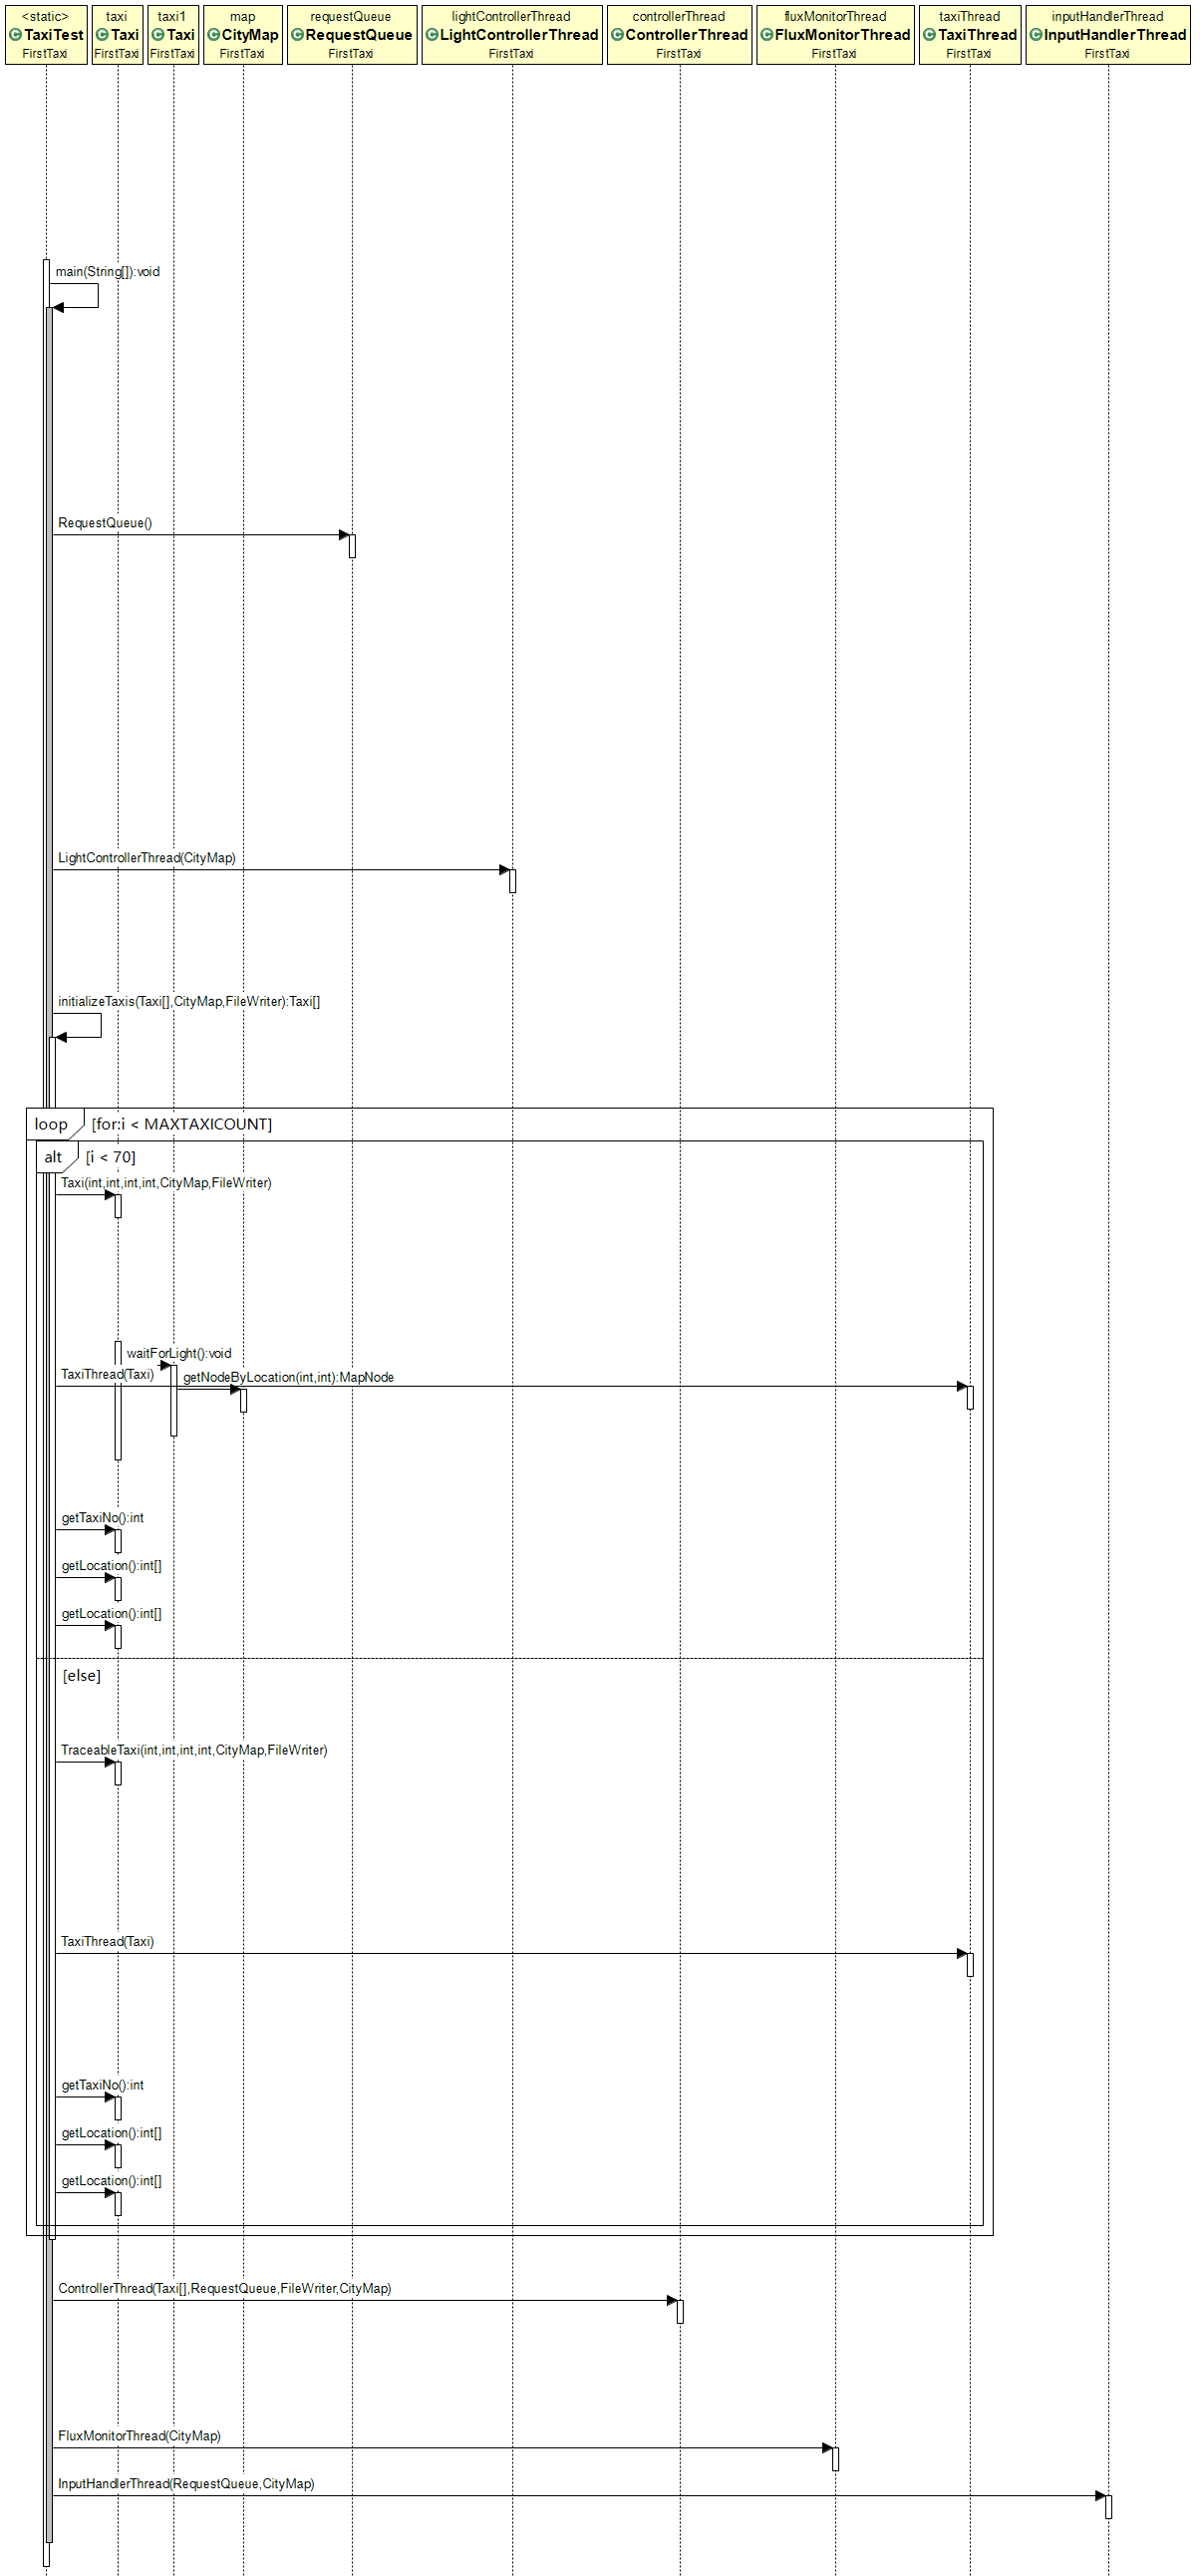 <static>
TaxiTest
FirstTaxi
taxi
Taxi
FirstTaxi
taxi1
Taxi
FirstTaxi
map
CityMap
FirstTaxi
requestQueue
RequestQueue
FirstTaxi
lightControllerThread
LightControllerThread
FirstTaxi
controllerThread
ControllerThread
FirstTaxi
fluxMonitorThread
FluxMonitorThread
FirstTaxi
taxiThread
TaxiThread
FirstTaxi
inputHandlerThread
InputHandlerThread
FirstTaxi
main(String[]):void
RequestQueue()
LightControllerThread(CityMap)
initializeTaxis(Taxi[],CityMap,FileWriter):Taxi[]
loop [for:i < MAXTAXICOUNT]
alt [i < 70]
Taxi(int,int,int,int,CityMap,FileWriter)
waitForLight():void
TaxiThread(Taxi)
getNodeByLocation(int,int):MapNode
getTaxiNo():int
getLocation():int[]
getLocation():int[]
[else]
TraceableTaxi(int,int,int,int,CityMap,FileWriter)
TaxiThread(Taxi)
getTaxiNo():int
getLocation():int[]
getLocation():int[]
ControllerThread(Taxi[],RequestQueue,FileWriter,CityMap)
FluxMonitorThread(CityMap)
InputHandlerThread(RequestQueue,CityMap)